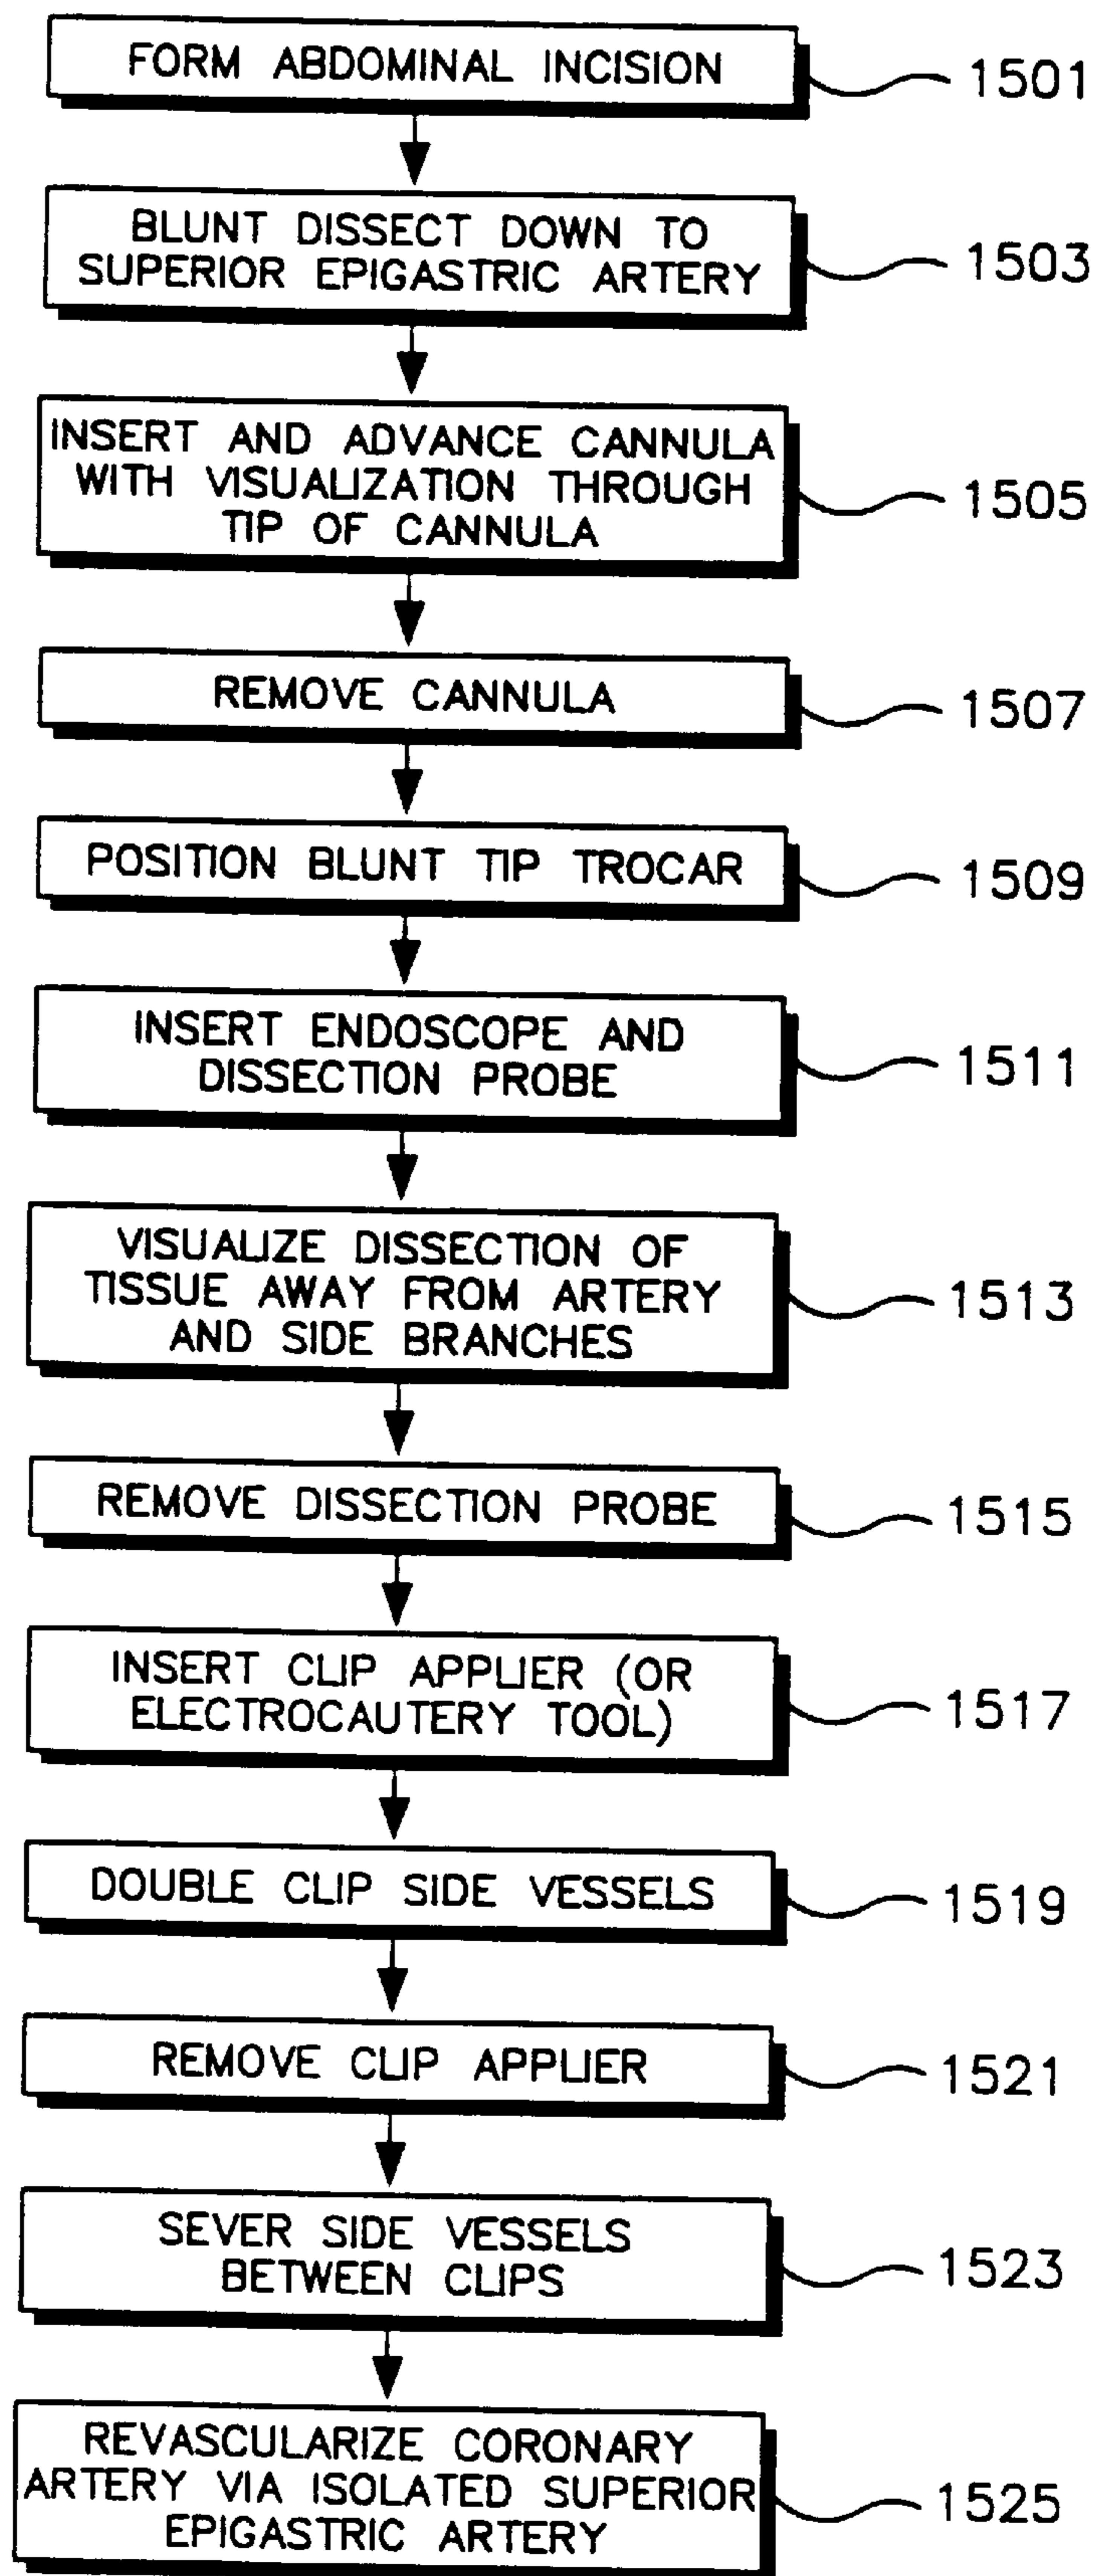 FORM ABDOMINAL INCISION
1501
BLUNT DISSECT DOWN TO
SUPERIOR EPIGASTRIC ARTERY
1503
INSERT AND ADVANCE CANNULA
WITH VISUALIZATION THROUGH
TIP OF CANNULA
1505
REMOVE CANNULA
1507
POSITION BLUNT TIP TROCAR
1509
INSERT ENDOSCOPE AND
DISSECTION PROBE
1511
VISUALIZE DISSECTION OF
TISSUE AWAY FROM ARTERY
AND SIDE BRANCHES
1513
REMOVE DISSECTION PROBE
1515
INSERT CLIP APPLIER (OR
ELECTROCAUTERY TOOL)
1517
DOUBLE CLIP SIDE VESSELS
1519
REMOVE CLIP APPLIER
1521
SEVER SIDE VESSELS
BETWEEN CLIPS
1523
REVASCULARIZE CORONARY
ARTERY VIA ISOLATED SUPERIOR
EPIGASTRIC ARTERY
1525